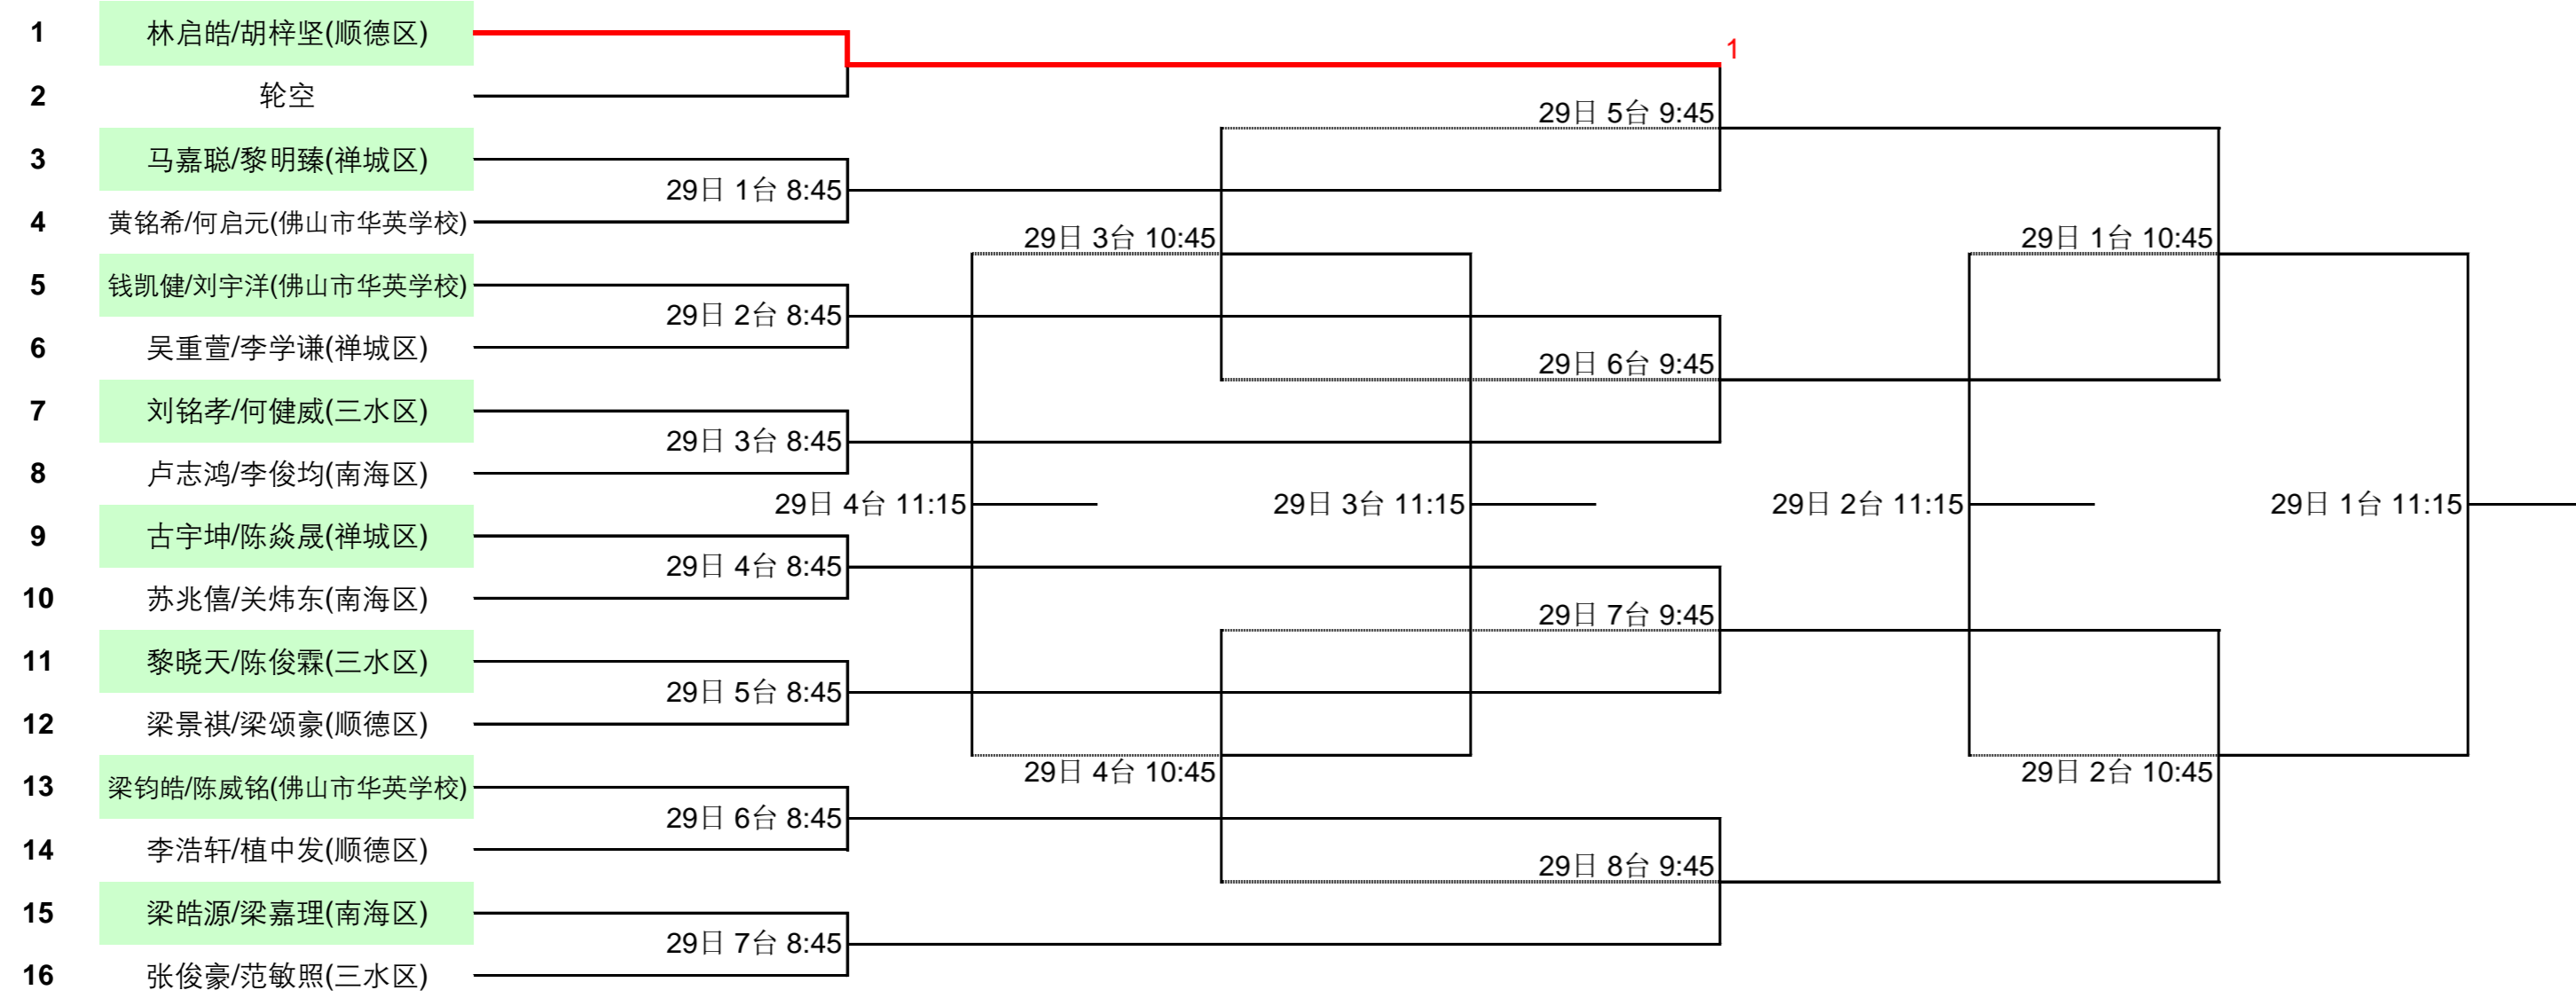 1 林启皓/胡梓坚(顺德区)
1
2 轮空
29日 5台 9:45
3 马嘉聪/黎明臻(禅城区)
29日 1台 8:45
4 黄铭希/何启元(佛山市华英学校)
29日 3台 10:45
29日 1台 10:45
5 钱凯健/刘宇洋(佛山市华英学校)
29日 2台 8:45
6 吴重萱/李学谦(禅城区)
29日 6台 9:45
7 刘铭孝/何健威(三水区)
29日 3台 8:45
8 卢志鸿/李俊均(南海区)
29日 4台 11:15
29日 3台 11:15
29日 2台 11:15
29日 1台 11:15
9 古宇坤/陈焱晟(禅城区)
29日 4台 8:45
10 苏兆僖/关炜东(南海区)
29日 7台 9:45
11 黎晓天/陈俊霖(三水区)
29日 5台 8:45
12 梁景祺/梁颂豪(顺德区)
29日 4台 10:45
29日 2台 10:45
13 梁钧皓/陈威铭(佛山市华英学校)
29日 6台 8:45
14 李浩轩/植中发(顺德区)
29日 8台 9:45
15 梁皓源/梁嘉理(南海区)
29日 7台 8:45
16 张俊豪/范敏照(三水区)